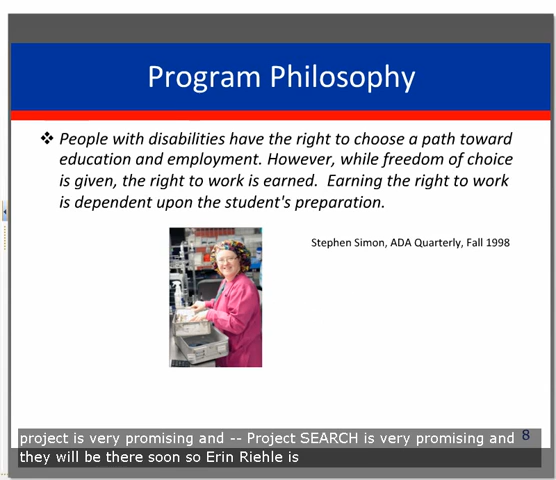 Program Philosophy
❖ People with disabilities have the right to choose a path toward
education and employment. However, while freedom of choice
is given, the right to work is earned.  Earning the right to work
is dependent upon the student's preparation.
Stephen Simon, ADA Quarterly, Fall 1998
8
project is very promising and -- Project SEARCH is very promising and
they will be there soon so Erin Riehle is